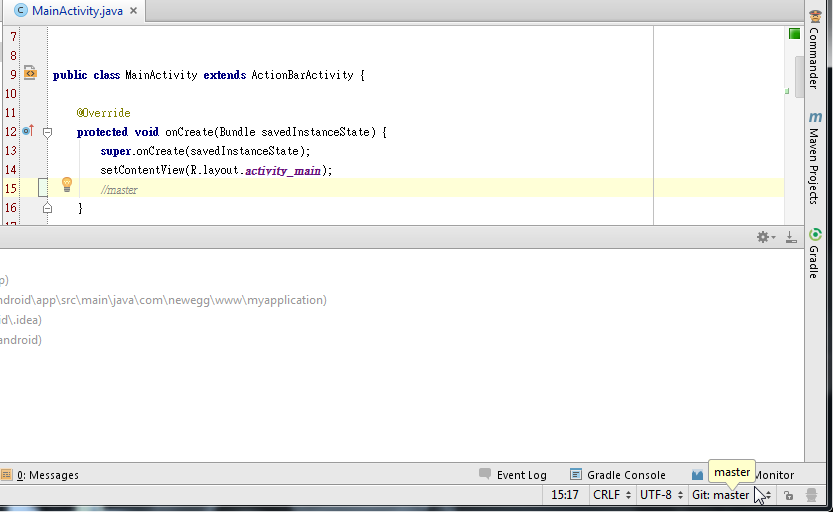 MainActivity.java
7
8
9 public class MainActivity extends ActionBarActivity {
10
11 @Override
12 protected void onCreate(Bundle savedInstanceState) {
13 super.onCreate(savedInstanceState);
14 setContentView(R.layout.activity_main);
15 //master
16 }
Commander
Maven Projects
Gradle
p)
ndroid\app\src\main\java\com\newegg\www\myapplication)
id\.idea)
android)
0: Messages
Event Log
Gradle Console
master
Monitor
15:17
CRLF
UTF-8
Git: master